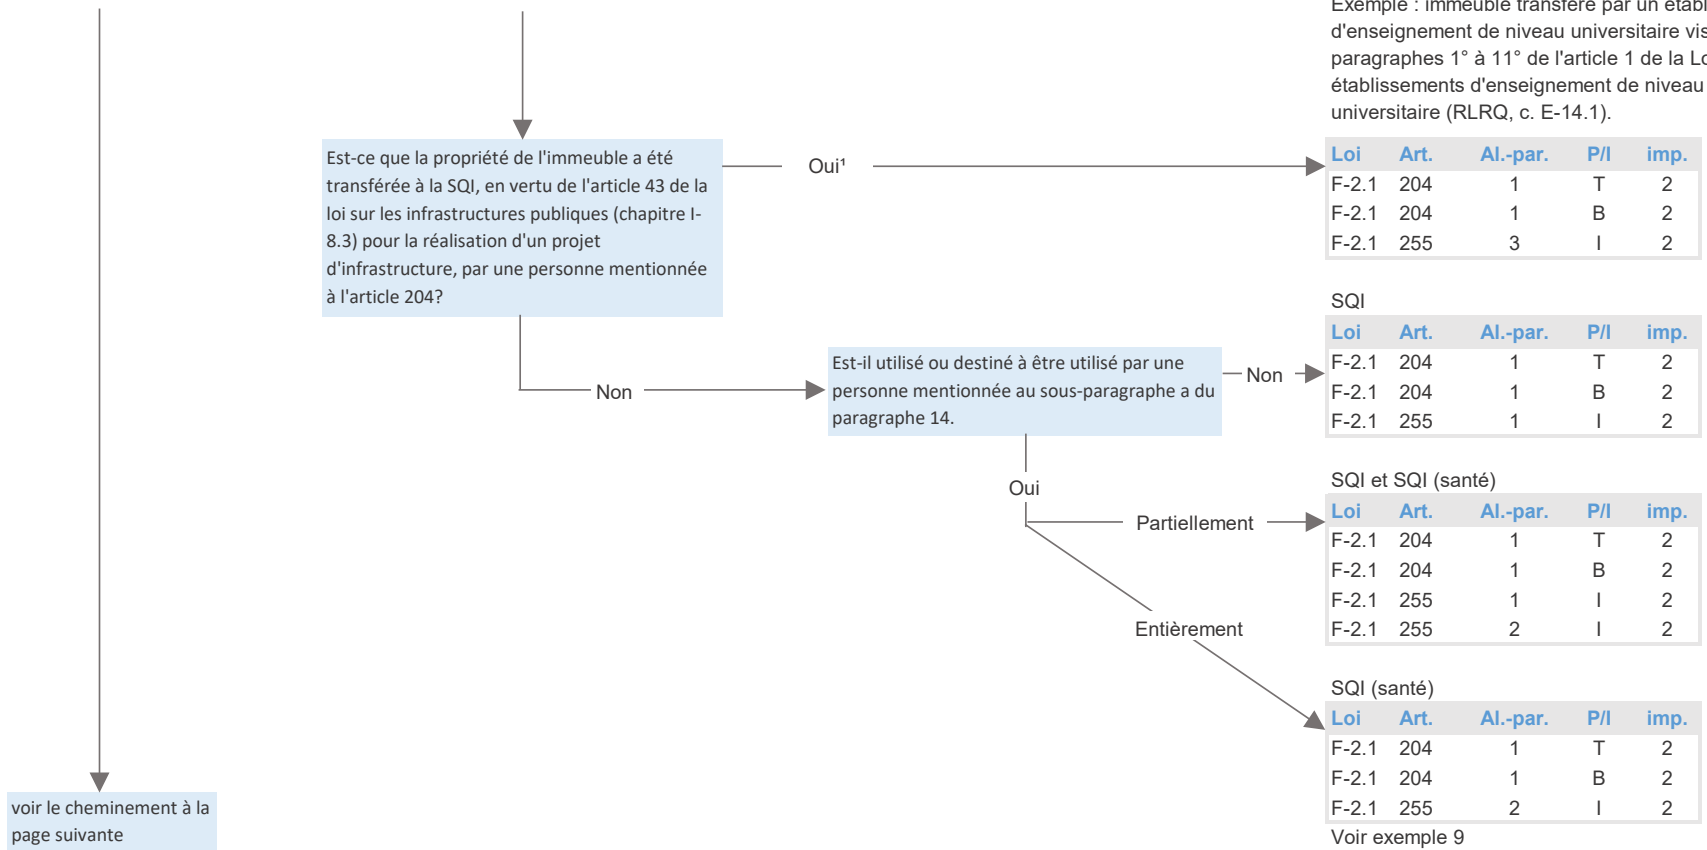 Exemple : immeuble transféré par un établ
d'enseignement de niveau universitaire vis
paragraphes 1° à 11° de l'article 1 de la Lo
établissements d'enseignement de niveau
universitaire (RLRQ, c. E-14.1).
Est-ce que la propriété de l'immeuble a été
transférée à la SQI, en vertu de l'article 43 de la
loi sur les infrastructures publiques (chapitre I-
8.3) pour la réalisation d'un projet
d'infrastructure, par une personne mentionnée
à l'article 204?
Oui¹
Loi Art. Al.-par. P/I imp.
F-2.1 204 1 T 2
F-2.1 204 1 B 2
F-2.1 255 3 I 2
Non
Est-il utilisé ou destiné à être utilisé par une
personne mentionnée au sous-paragraphe a du
paragraphe 14.
Non
SQI
Loi Art. Al.-par. P/I imp.
F-2.1 204 1 T 2
F-2.1 204 1 B 2
F-2.1 255 1 I 2
Oui
Partiellement
SQI et SQI (santé)
Loi Art. Al.-par. P/I imp.
F-2.1 204 1 T 2
F-2.1 204 1 B 2
F-2.1 255 1 I 2
F-2.1 255 2 I 2
Entièrement
SQI (santé)
Loi Art. Al.-par. P/I imp.
F-2.1 204 1 T 2
F-2.1 204 1 B 2
F-2.1 255 2 I 2
Voir exemple 9
voir le cheminement à la
page suivante